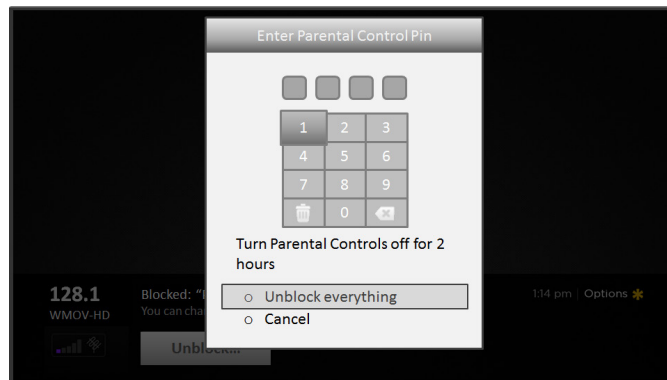 Enter Parental Control Pin
1 2 3
4 5 6
7 8 9
0
Turn Parental Controls off for 2
hours
128.1
WMOV-HD
Blocked:
You can
Unblock everything
Cancel
1:14 pm Options
Unblock...